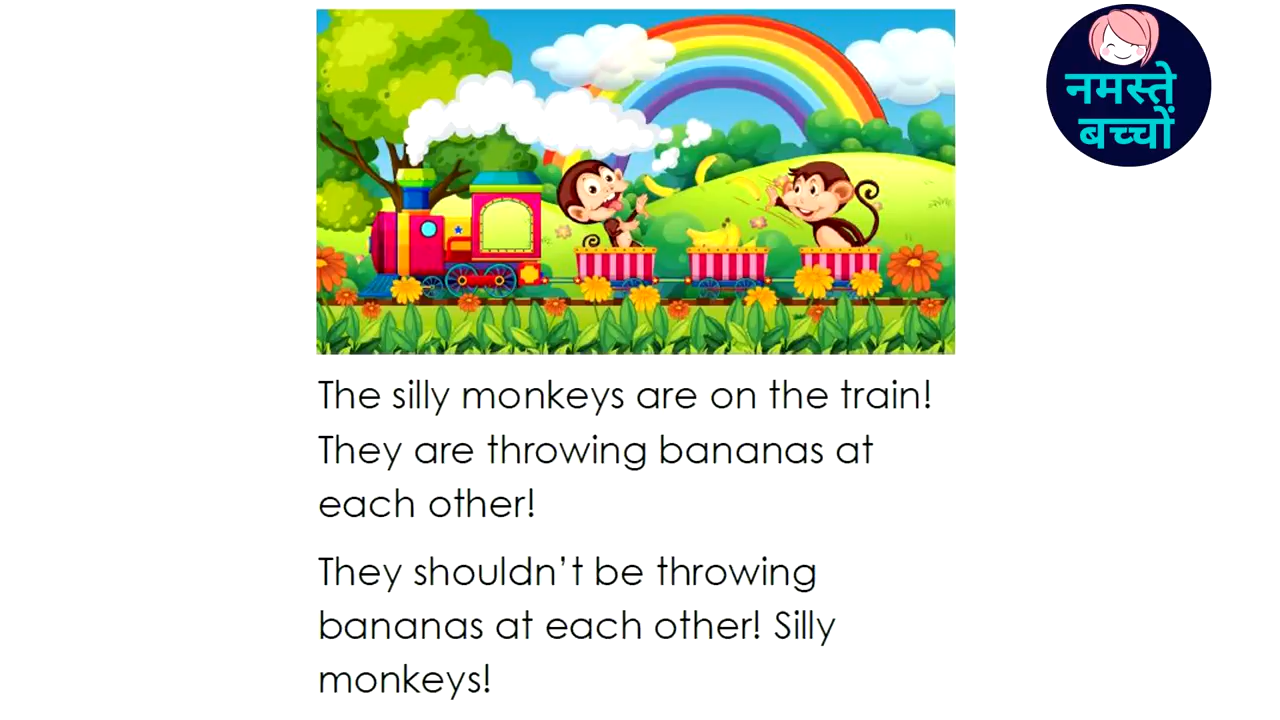 नमस्ते
बच्चों
The silly monkeys are on the train!
They are throwing bananas at
each other!
They shouldn't be throwing
bananas at each other! Silly
monkeys!